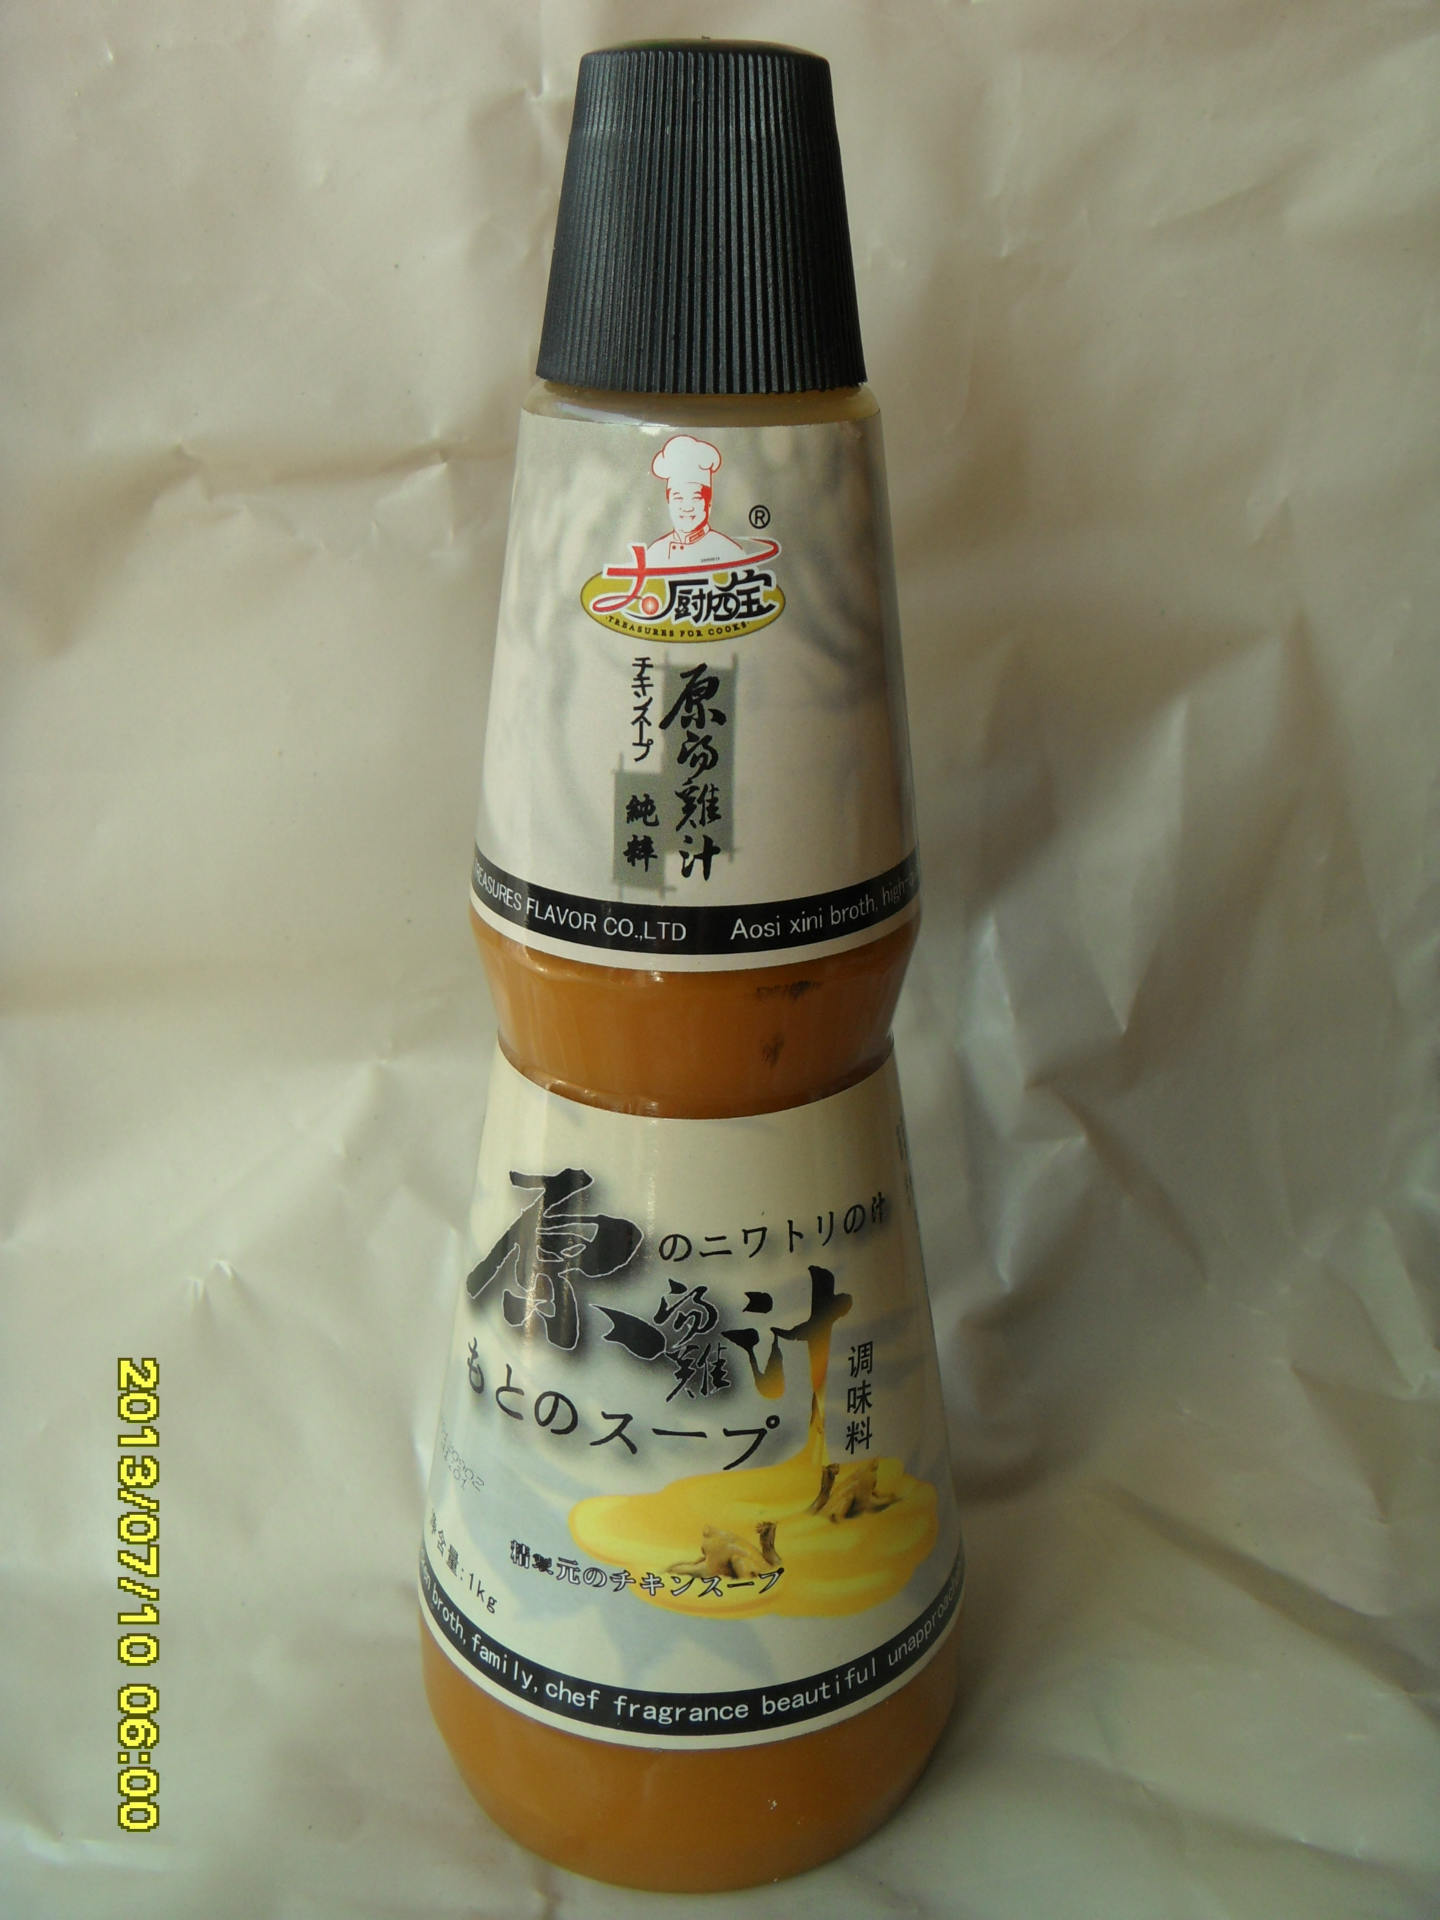 ®
大厨四宝
TREASURES FOR COOKS
原汤雞汁
チキンスープ
純粹
TREASURES FLAVOR CO.,LTD Aosi xini broth, high-
原汤雞汁
のニワトリの汁
もとのスープ
调味料
净含量:1kg
元のチキンスープ
broth,family,chef fragrance beautiful
2013/07/10 06:00